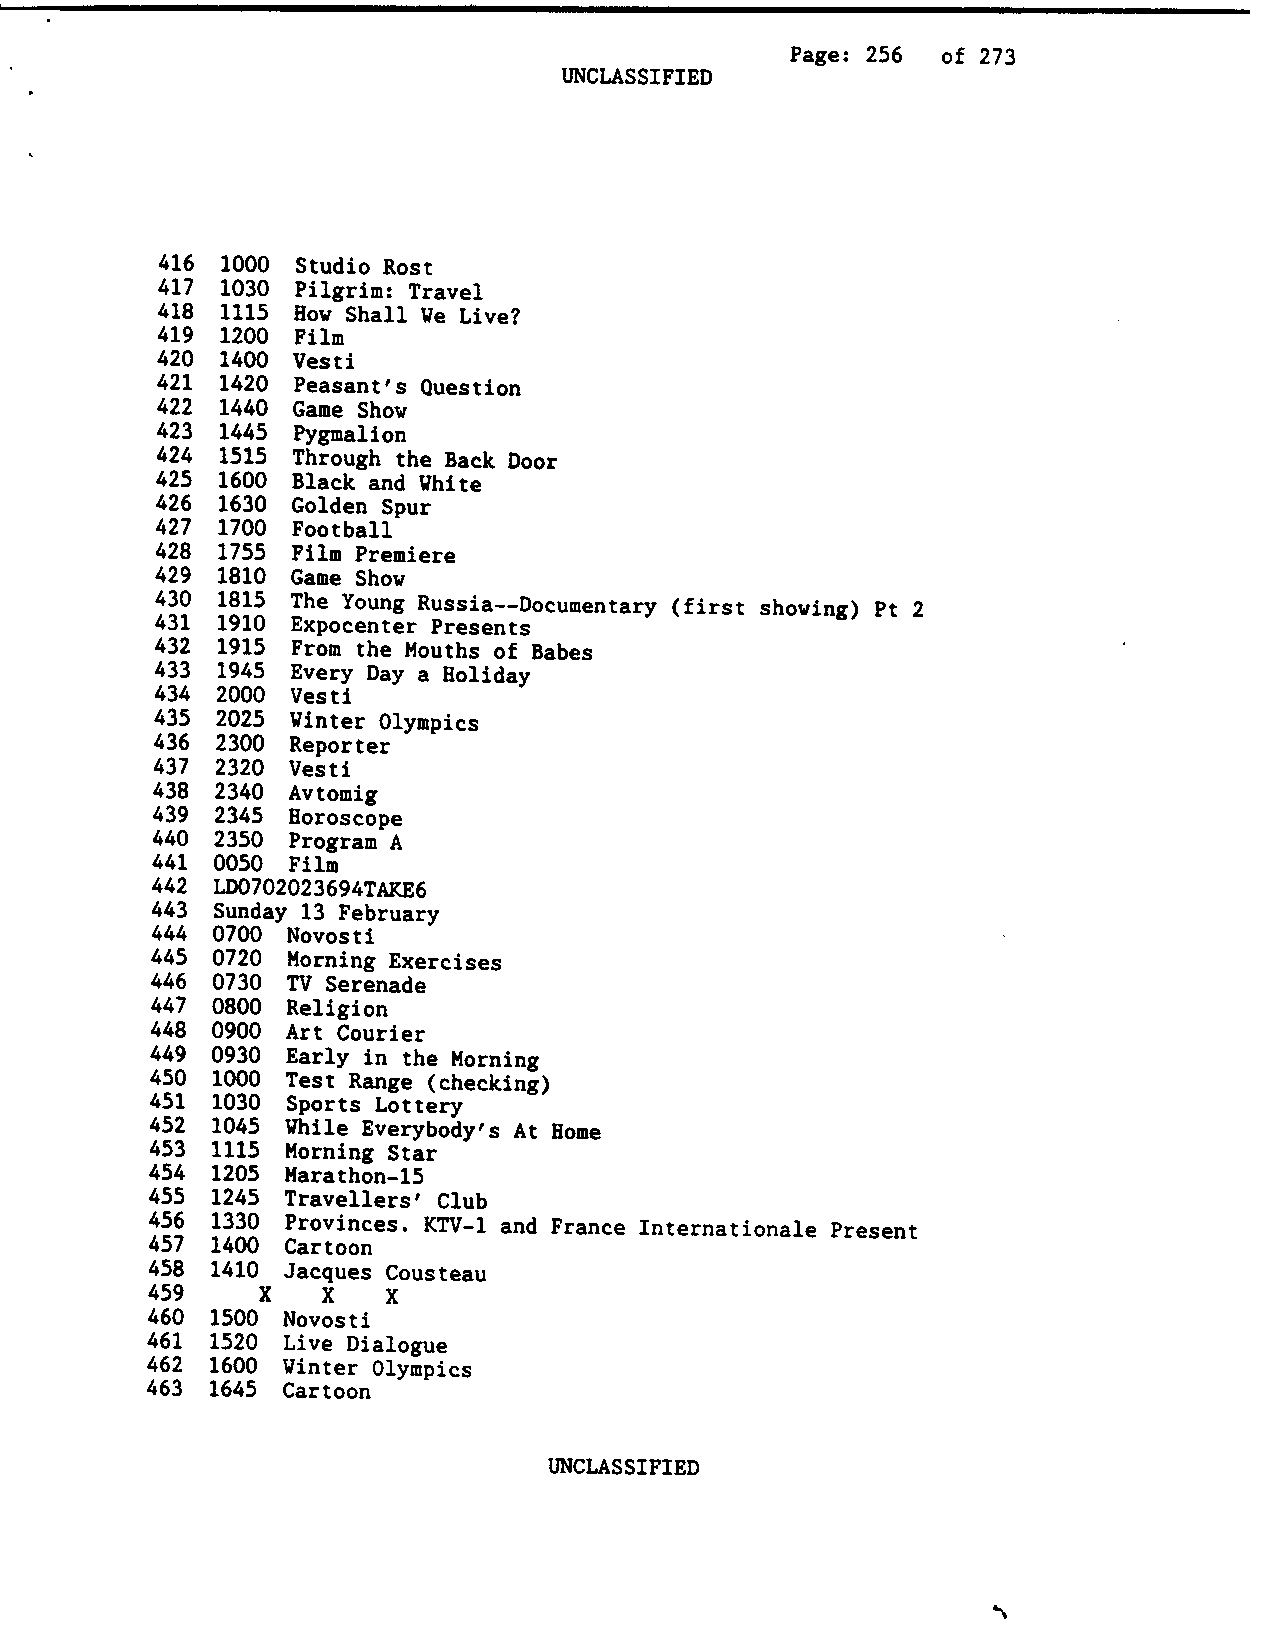 Page: 256 of 273
UNCLASSIFIED
416 1000 Studio Rost
417 1030 Pilgrim: Travel
418 1115 How Shall We Live?
419 1200 Film
420 1400 Vesti
421 1420 Peasant's Question
422 1440 Game Show
423 1445 Pygmalion
424 1515 Through the Back Door
425 1600 Black and White
426 1630 Golden Spur
427 1700 Football
428 1755 Film Premiere
429 1810 Game Show
430 1815 The Young Russia--Documentary (first showing) Pt 2
431 1910 Expocenter Presents
432 1915 From the Mouths of Babes
433 1945 Every Day a Holiday
434 2000 Vesti
435 2025 Winter Olympics
436 2300 Reporter
437 2320 Vesti
438 2340 Avtomig
439 2345 Horoscope
440 2350 Program A
441 0050 Film
442 LD0702023694TAKE6
443 Sunday 13 February
444 0700 Novosti
445 0720 Morning Exercises
446 0730 TV Serenade
447 0800 Religion
448 0900 Art Courier
449 0930 Early in the Morning
450 1000 Test Range (checking)
451 1030 Sports Lottery
452 1045 While Everybody's At Home
453 1115 Morning Star
454 1205 Marathon-15
455 1245 Travellers' Club
456 1330 Provinces. KTV-1 and France Internationale Present
457 1400 Cartoon
458 1410 Jacques Cousteau
459 X X X
460 1500 Novosti
461 1520 Live Dialogue
462 1600 Winter Olympics
463 1645 Cartoon
UNCLASSIFIED